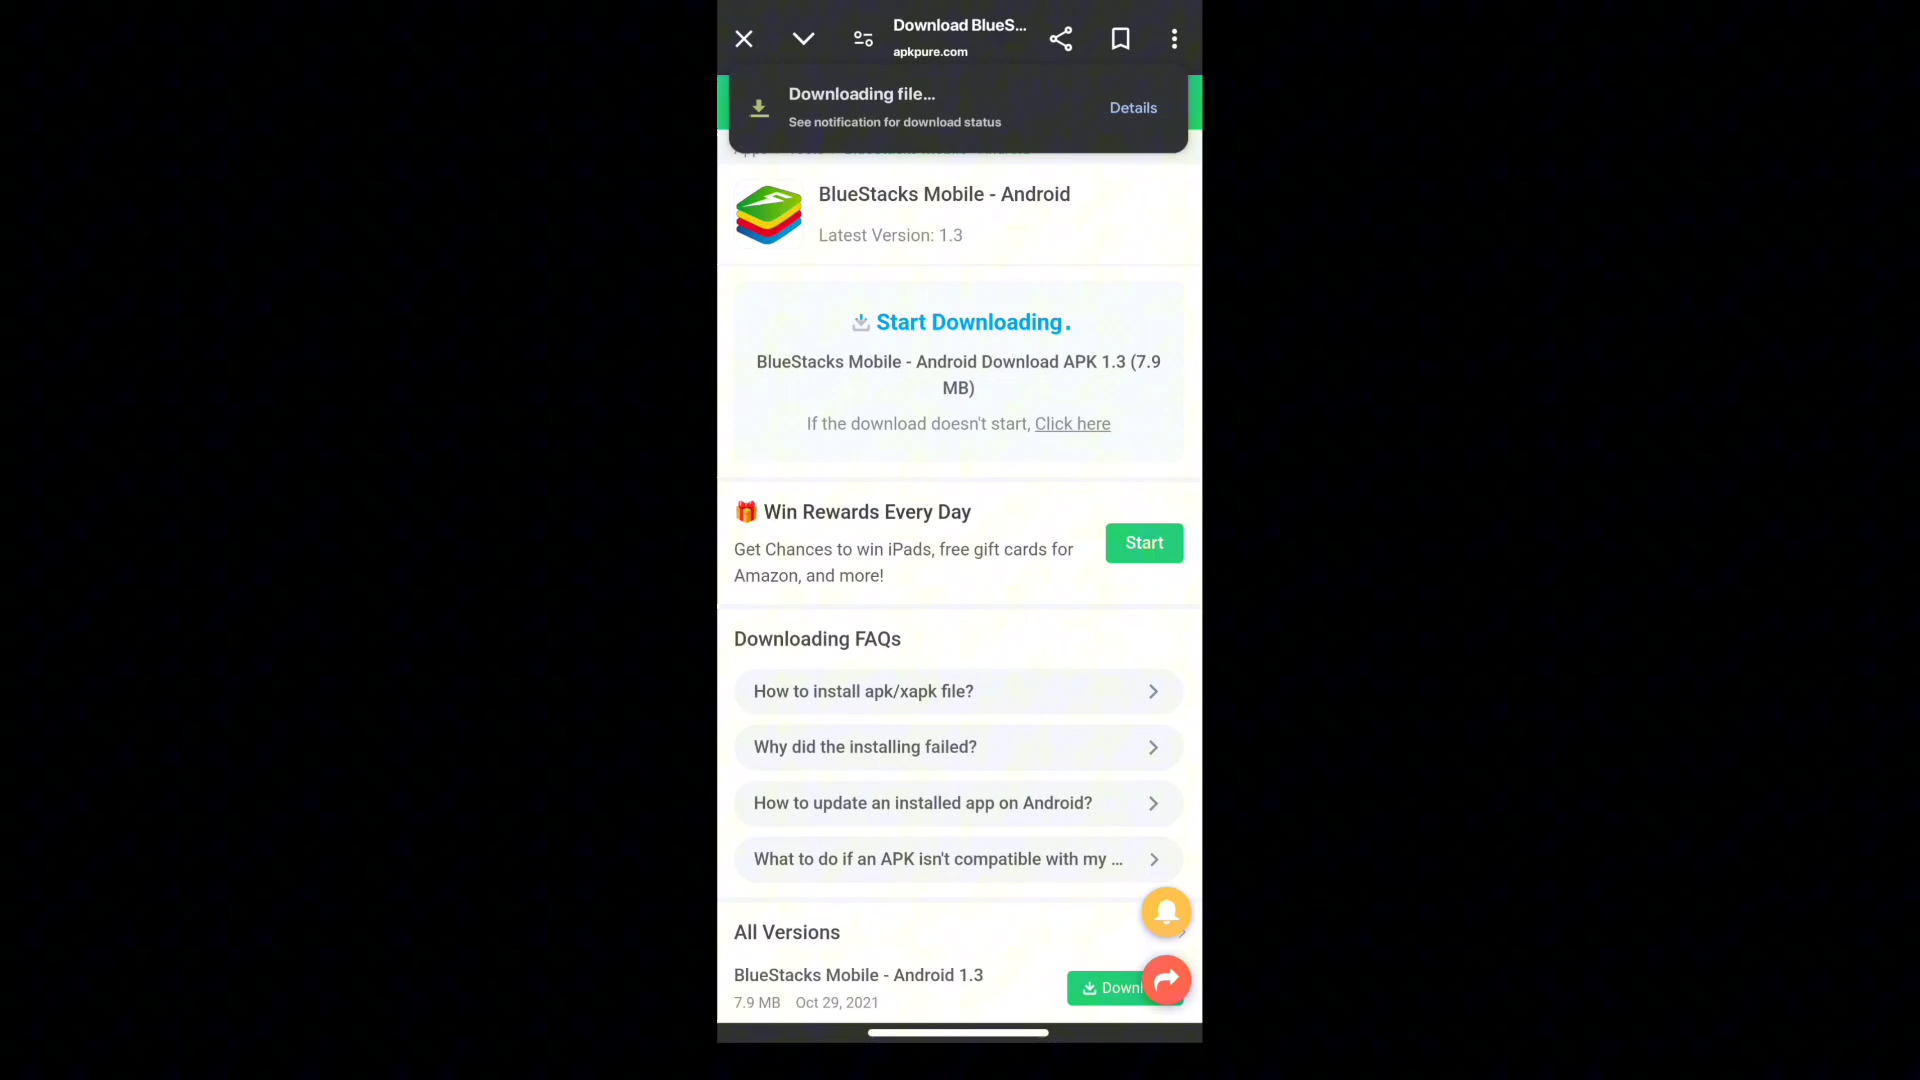 Download BlueS...
apkpure.com
Downloading file...
See notification for download status
Details
BlueStacks Mobile - Android
Latest Version: 1.3
Start Downloading.
BlueStacks Mobile - Android Download APK 1.3 (7.9
MB)
If the download doesn't start, Click here
Win Rewards Every Day
Get Chances to win iPads, free gift cards for
Amazon, and more!
Start
Downloading FAQs
How to install apk/xapk file?
Why did the installing failed?
How to update an installed app on Android?
What to do if an APK isn't compatible with my ...
All Versions
BlueStacks Mobile - Android 1.3
7.9 MB Oct 29, 2021
Downl